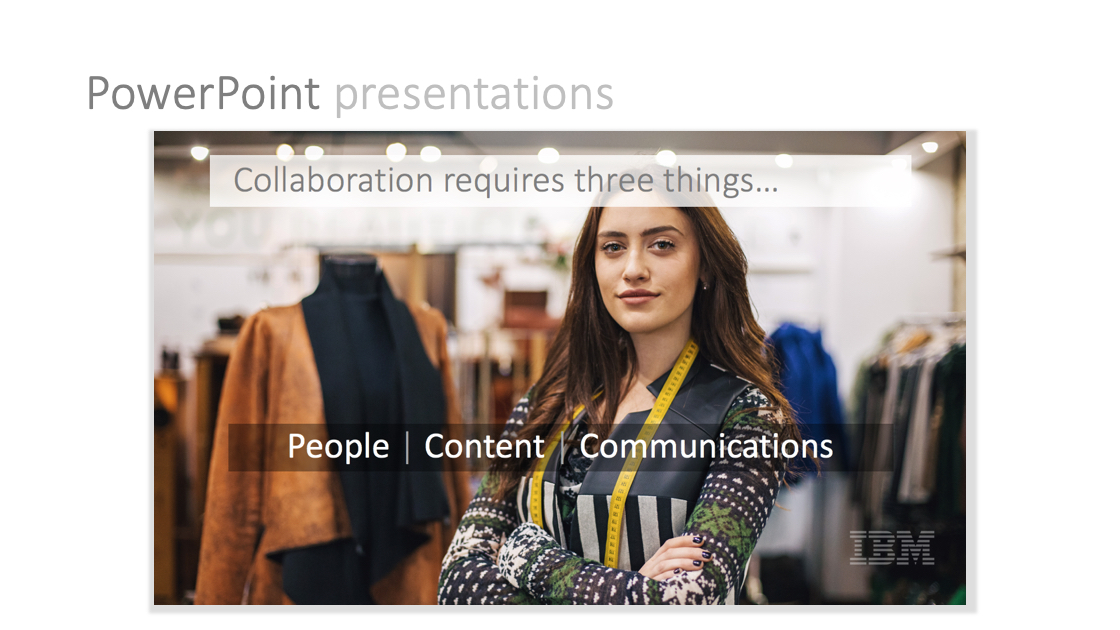 PowerPoint presentations
Collaboration requires three things...
People | Content | Communications
IBM